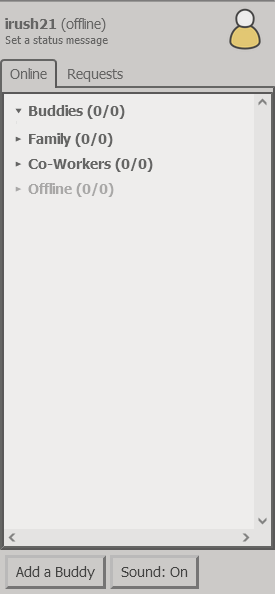 irush21 (offline)
Set a status message
Online
Requests
Buddies (0/0)
Family (0/0)
Co-Workers (0/0)
Offline (0/0)
Add a Buddy
Sound: On